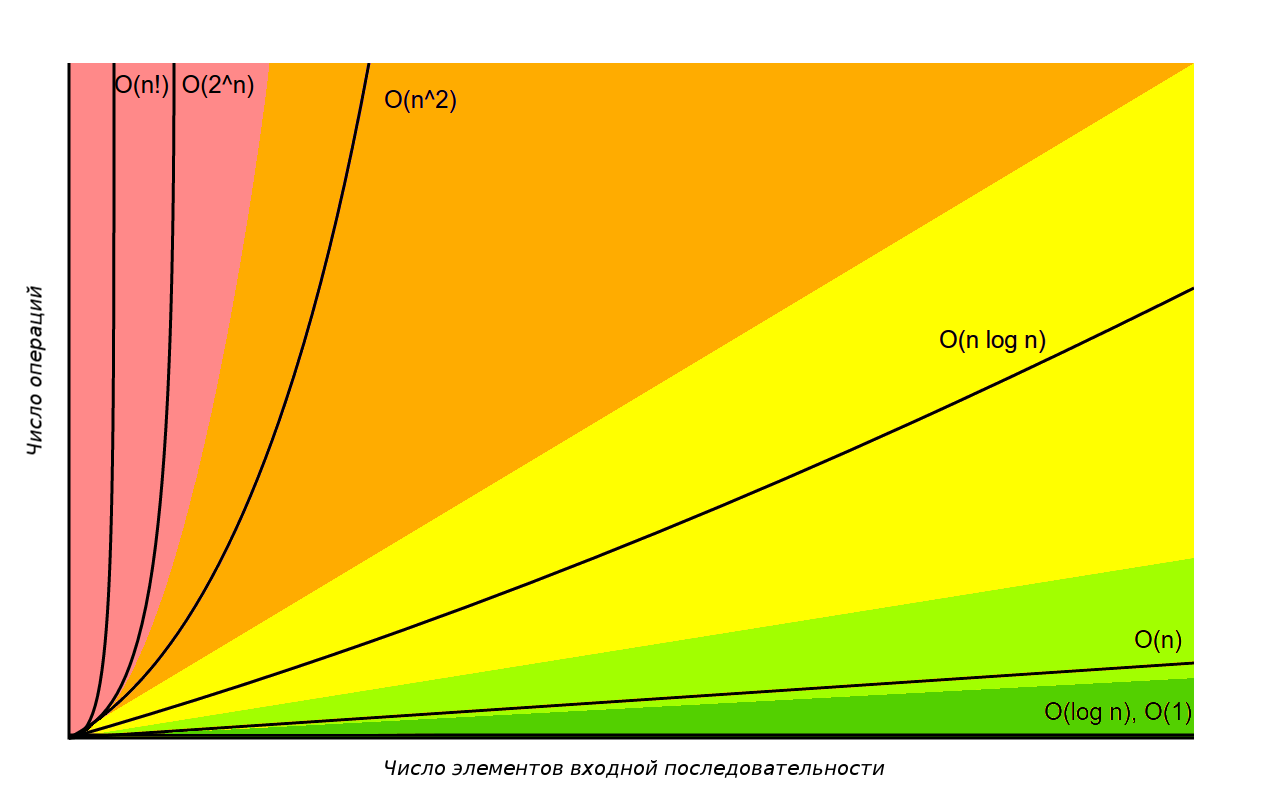 O(n!)
O(2^n)
O(n^2)
O(n log n)
O(n)
O(log n), O(1)
Число операций
Число элементов входной последовательности